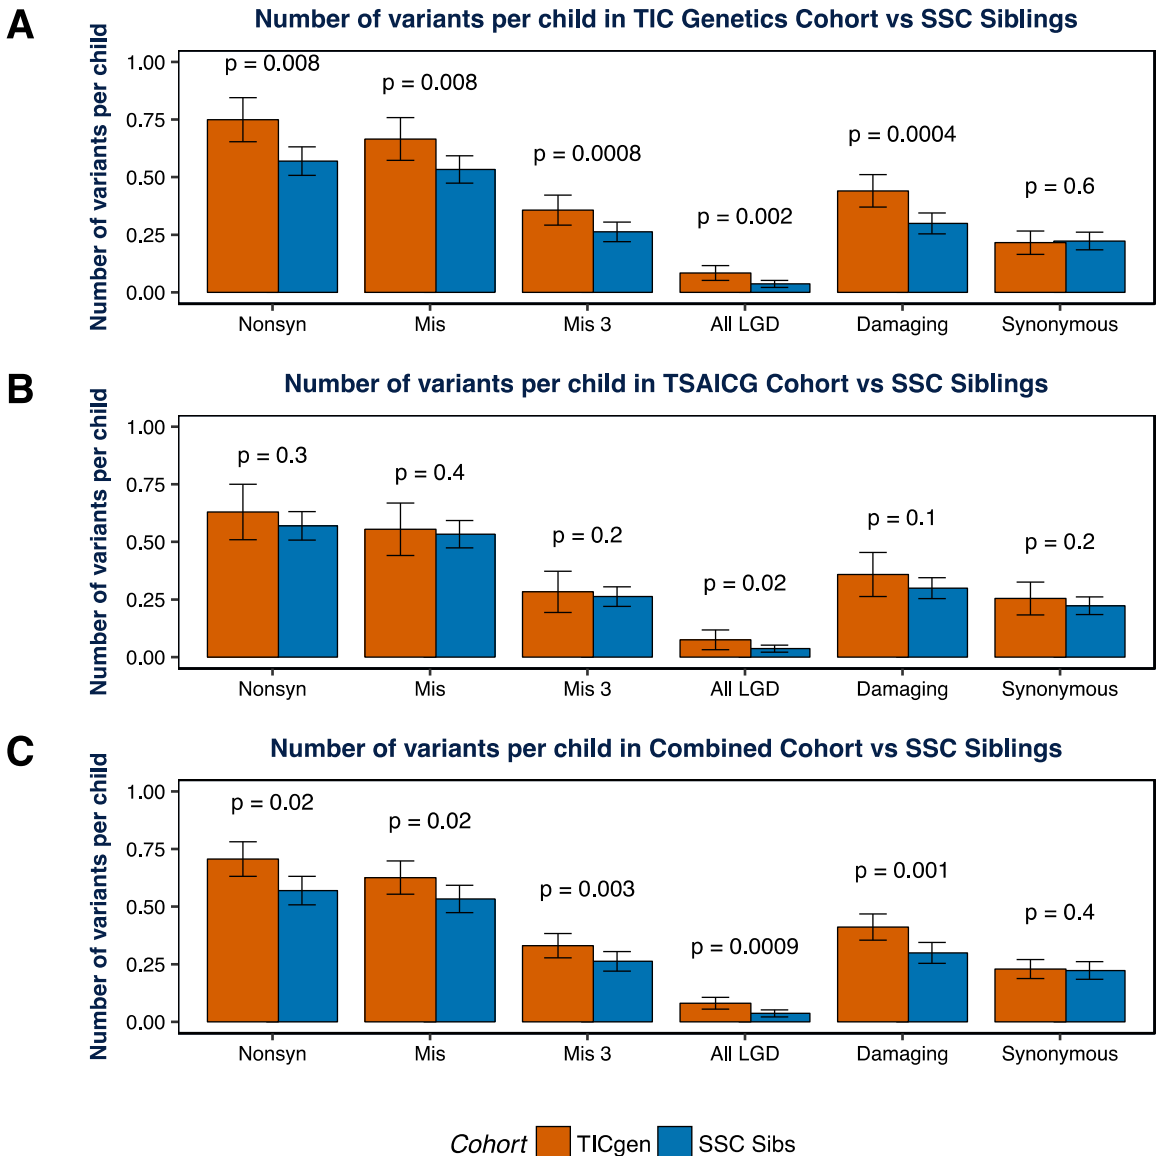 A
Number of variants per child in TIC Genetics Cohort vs SSC Siblings
Number of variants per child
1.00
0.75
0.50
0.25
0.00
p = 0.008
p = 0.008
p = 0.0008
p = 0.002
p = 0.0004
p = 0.6
Nonsyn
Mis
Mis 3
All LGD
Damaging
Synonymous
B
Number of variants per child in TSAICG Cohort vs SSC Siblings
Number of variants per child
1.00
0.75
0.50
0.25
0.00
p = 0.3
p = 0.4
p = 0.2
p = 0.02
p = 0.1
p = 0.2
Nonsyn
Mis
Mis 3
All LGD
Damaging
Synonymous
C
Number of variants per child in Combined Cohort vs SSC Siblings
Number of variants per child
1.00
0.75
0.50
0.25
0.00
p = 0.02
p = 0.02
p = 0.003
p = 0.0009
p = 0.001
p = 0.4
Nonsyn
Mis
Mis 3
All LGD
Damaging
Synonymous
Cohort TICgen SSC Sibs